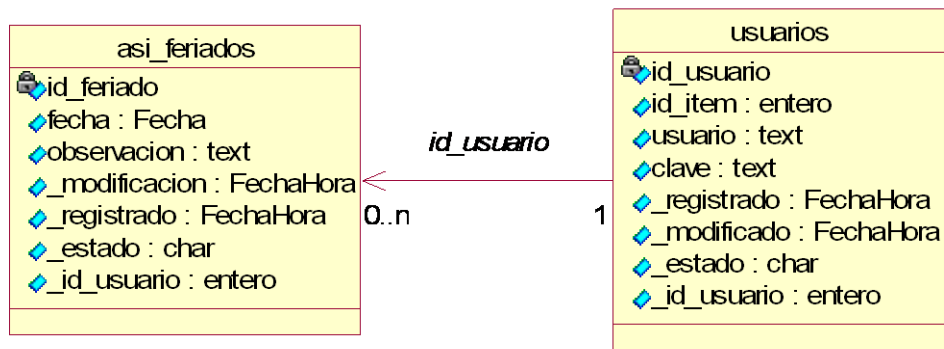 asi_feriados
id_feriado
fecha : Fecha
observacion : text
_modificacion : FechaHora
_registrado : FechaHora
_estado : char
_id_usuario : entero
id_usuario
0..n
1
usuarios
id_usuario
id_item : entero
usuario : text
clave : text
_registrado : FechaHora
_modificado : FechaHora
_estado : char
_id_usuario : entero